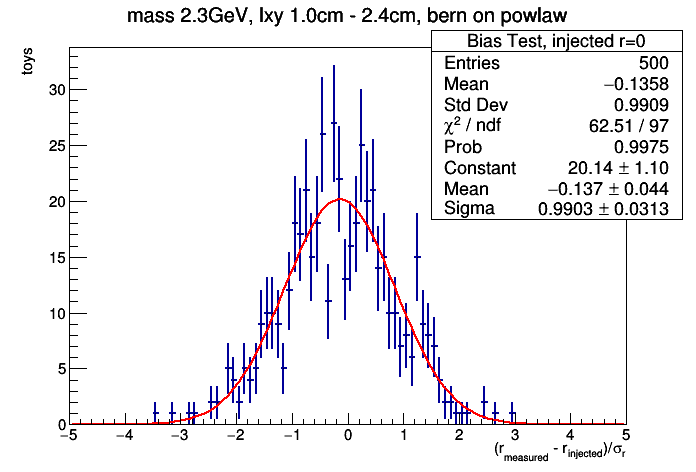 mass 2.3GeV, lxy 1.0cm - 2.4cm, bern on powlaw
toys
Bias Test, injected r=0
Entries 500
Mean −0.1358
Std Dev 0.9909
χ² / ndf 62.51 / 97
Prob 0.9975
Constant 20.14 ± 1.10
Mean −0.137 ± 0.044
Sigma 0.9903 ± 0.0313
30
25
20
15
10
5
0
−5 −4 −3 −2 −1 0 1 2 3 4 5
(r_measured - r_injected)/σ_r